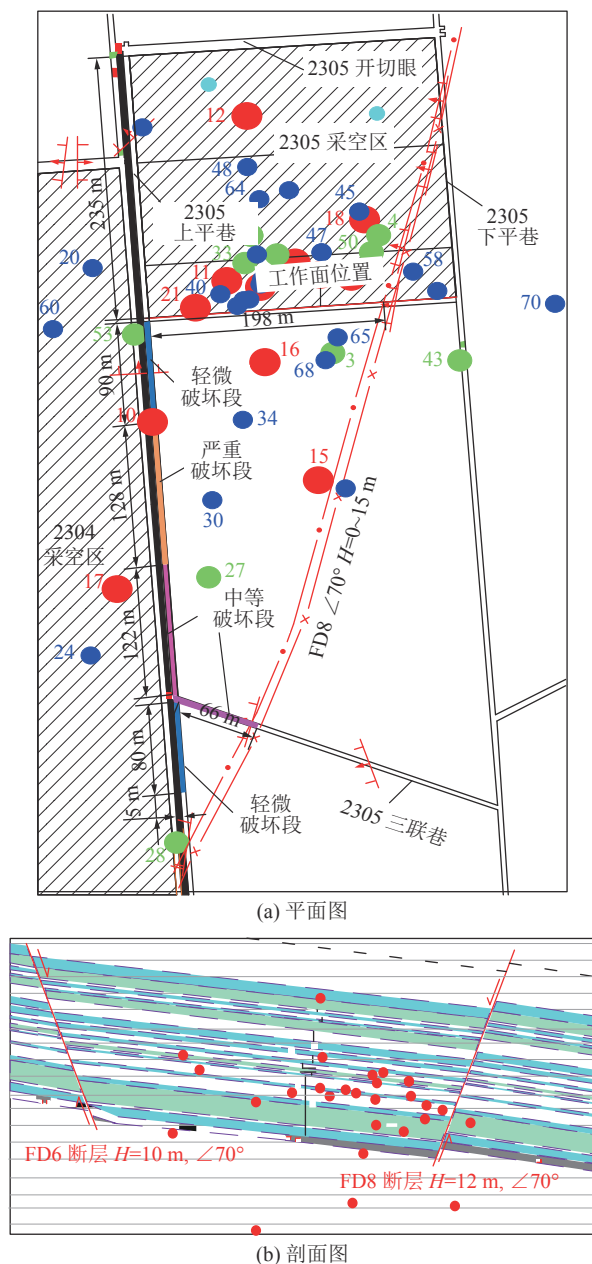 2305 开切眼
12
2305 采空区
48
64
45
18
4
2305
上平巷
2305
下平巷
235 m
20
33
47
50
58
11
40
工作面位置
21
60
70
53
198 m
65
16
68
3
43
90 m
轻微
破坏段
10
34
严重
破坏段
15
128 m
30
2304
采空区
27
17
中等
破坏段
FD8 ∠70° H=0~15 m
122 m
24
66 m
80 m
轻微
破坏段
2305 三联巷
5 m
28
(a) 平面图
FD6 断层 H=10 m, ∠70°
FD8 断层 H=12 m, ∠70°
(b) 剖面图